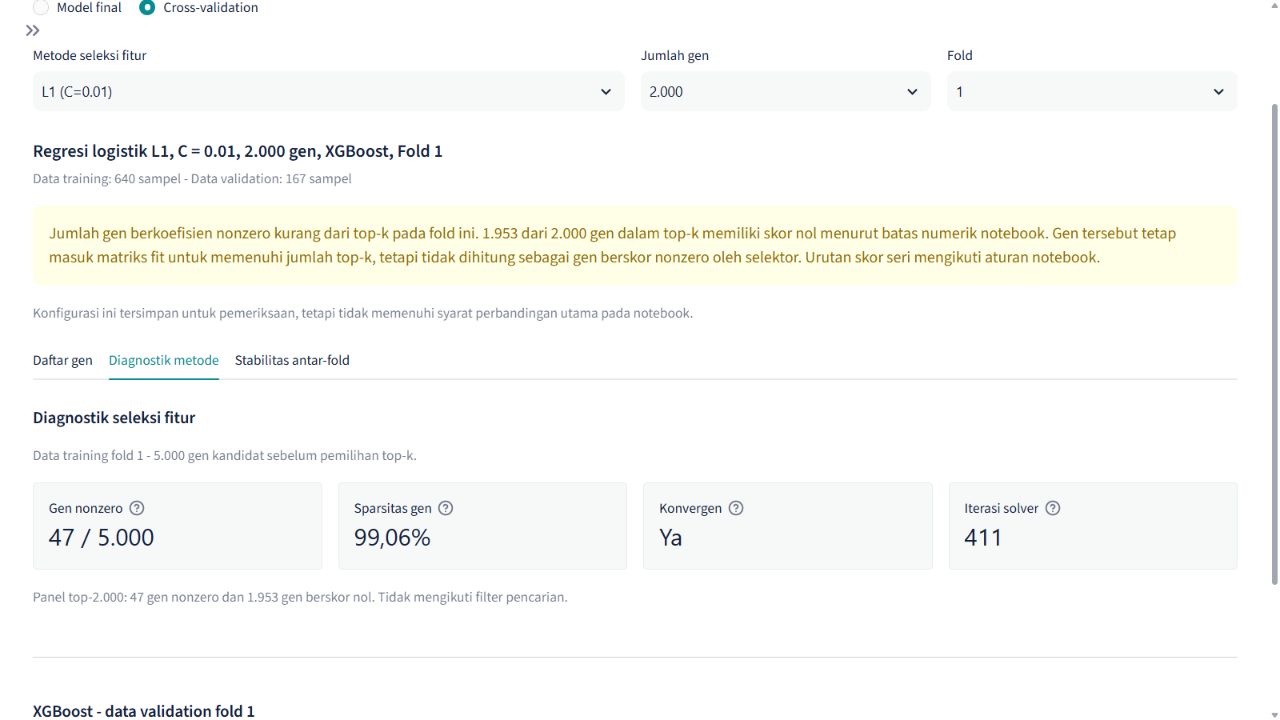 Model final
Cross-validation
Metode seleksi fitur
Jumlah gen
Fold
L1 (C=0.01)
2.000
1
Regresi logistik L1, C = 0.01, 2.000 gen, XGBoost, Fold 1
Data training: 640 sampel - Data validation: 167 sampel
Jumlah gen berkoefisien nonzero kurang dari top-k pada fold ini. 1.953 dari 2.000 gen dalam top-k memiliki skor nol menurut batas numerik notebook. Gen tersebut tetap
masuk matriks fit untuk memenuhi jumlah top-k, tetapi tidak dihitung sebagai gen berskor nonzero oleh selektor. Urutan skor seri mengikuti aturan notebook.
Konfigurasi ini tersimpan untuk pemeriksaan, tetapi tidak memenuhi syarat perbandingan utama pada notebook.
Daftar gen
Diagnostik metode
Stabilitas antar-fold
Diagnostik seleksi fitur
Data training fold 1 - 5.000 gen kandidat sebelum pemilihan top-k.
Gen nonzero
47 / 5.000
Sparsitas gen
99,06%
Konvergen
Ya
Iterasi solver
411
Panel top-2.000: 47 gen nonzero dan 1.953 gen berskor nol. Tidak mengikuti filter pencarian.
XGBoost - data validation fold 1